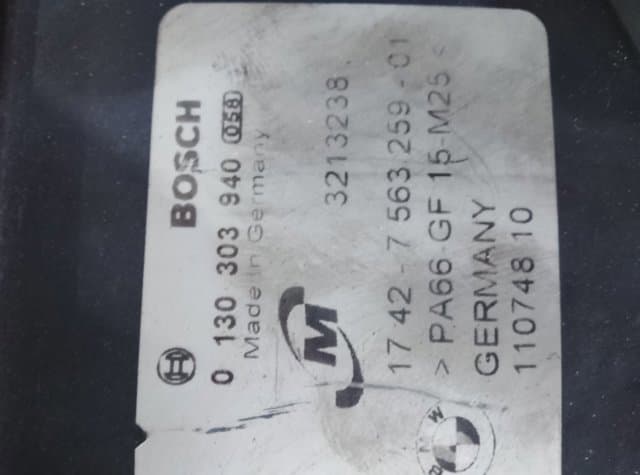 BOSCH
0 130 303 940 058
Made in Germany
M
3213238.
17 42 - 7 563 259 - 01
> PA66-GF 15-M25 <
GERMANY
110748 10
BMW